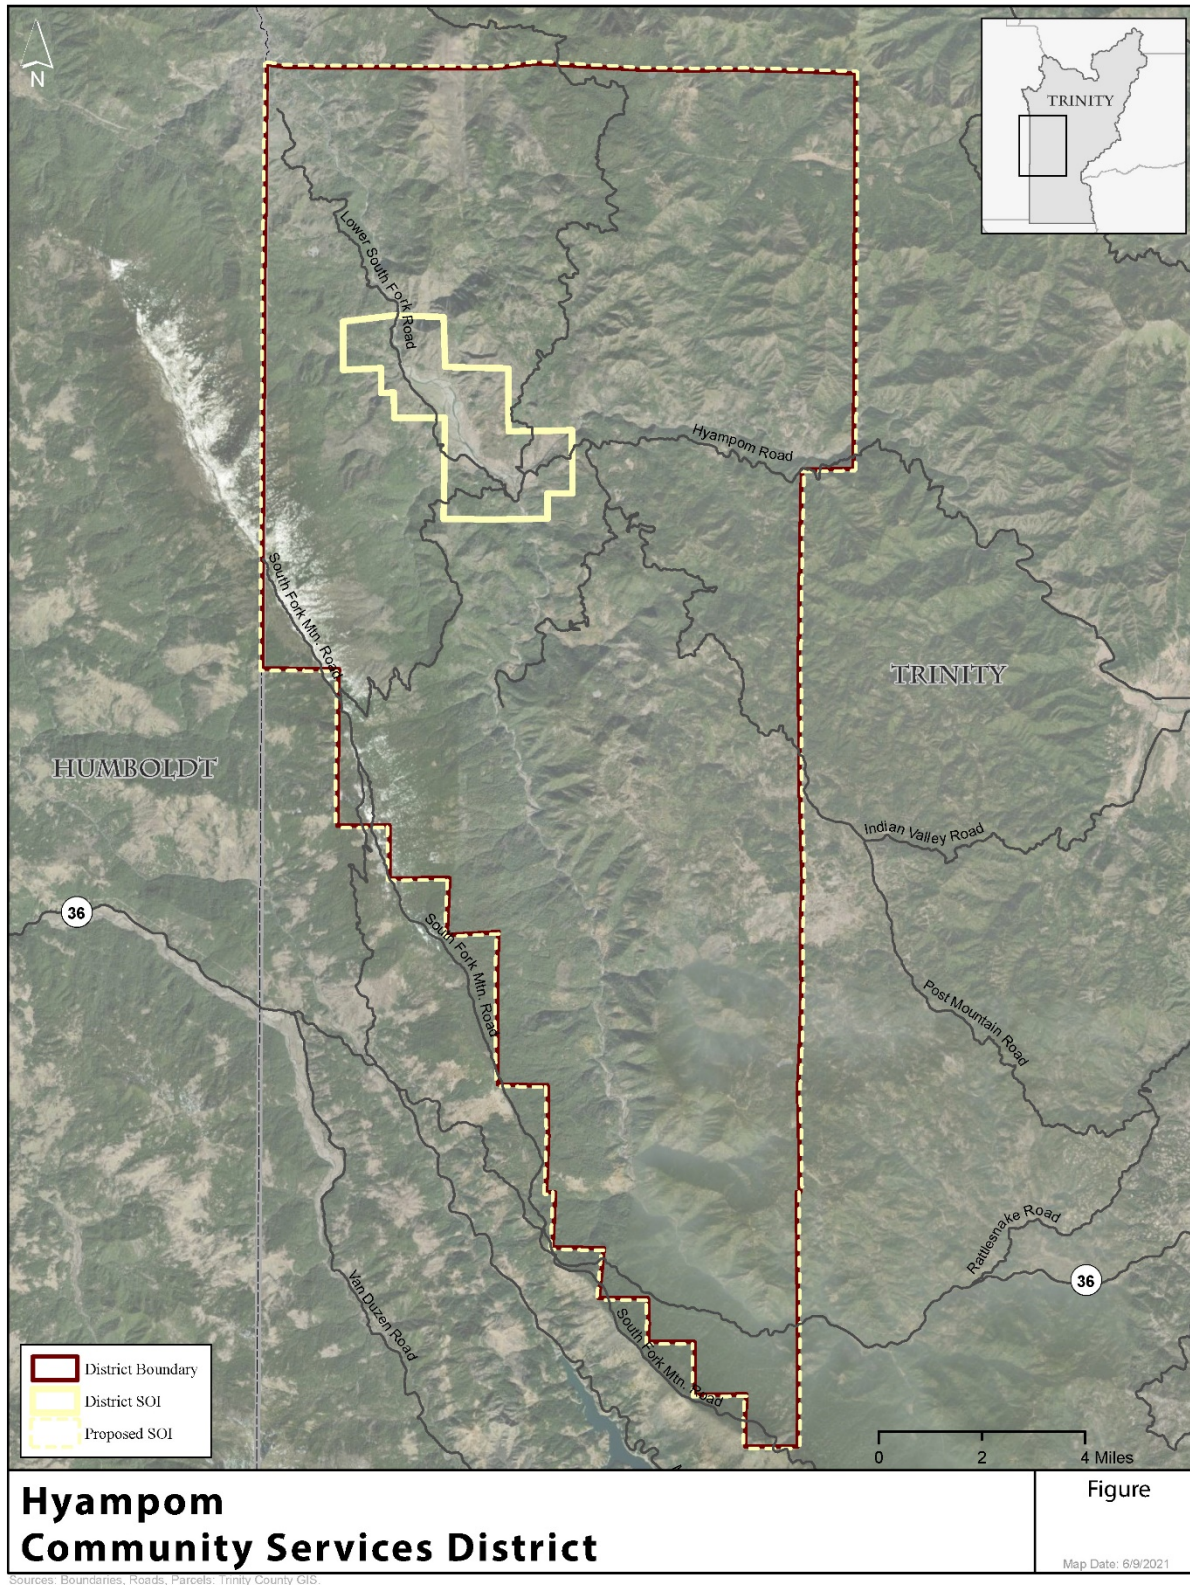 N
TRINITY
Lower South Fork Road
Hyampom Road
South Fork Mtn. Road
TRINITY
HUMBOLDT
Indian Valley Road
36
South Fork Mtn. Road
Post Mountain Road
Rattlesnake Road
36
Van Duzen Road
South Fork Mtn. Road
District Boundary
District SOI
Proposed SOI
0 2 4 Miles
Hyampom
Community Services District
Figure
Map Date: 6/9/2021
Sources: Boundaries, Roads, Parcels: Trinity County GIS.